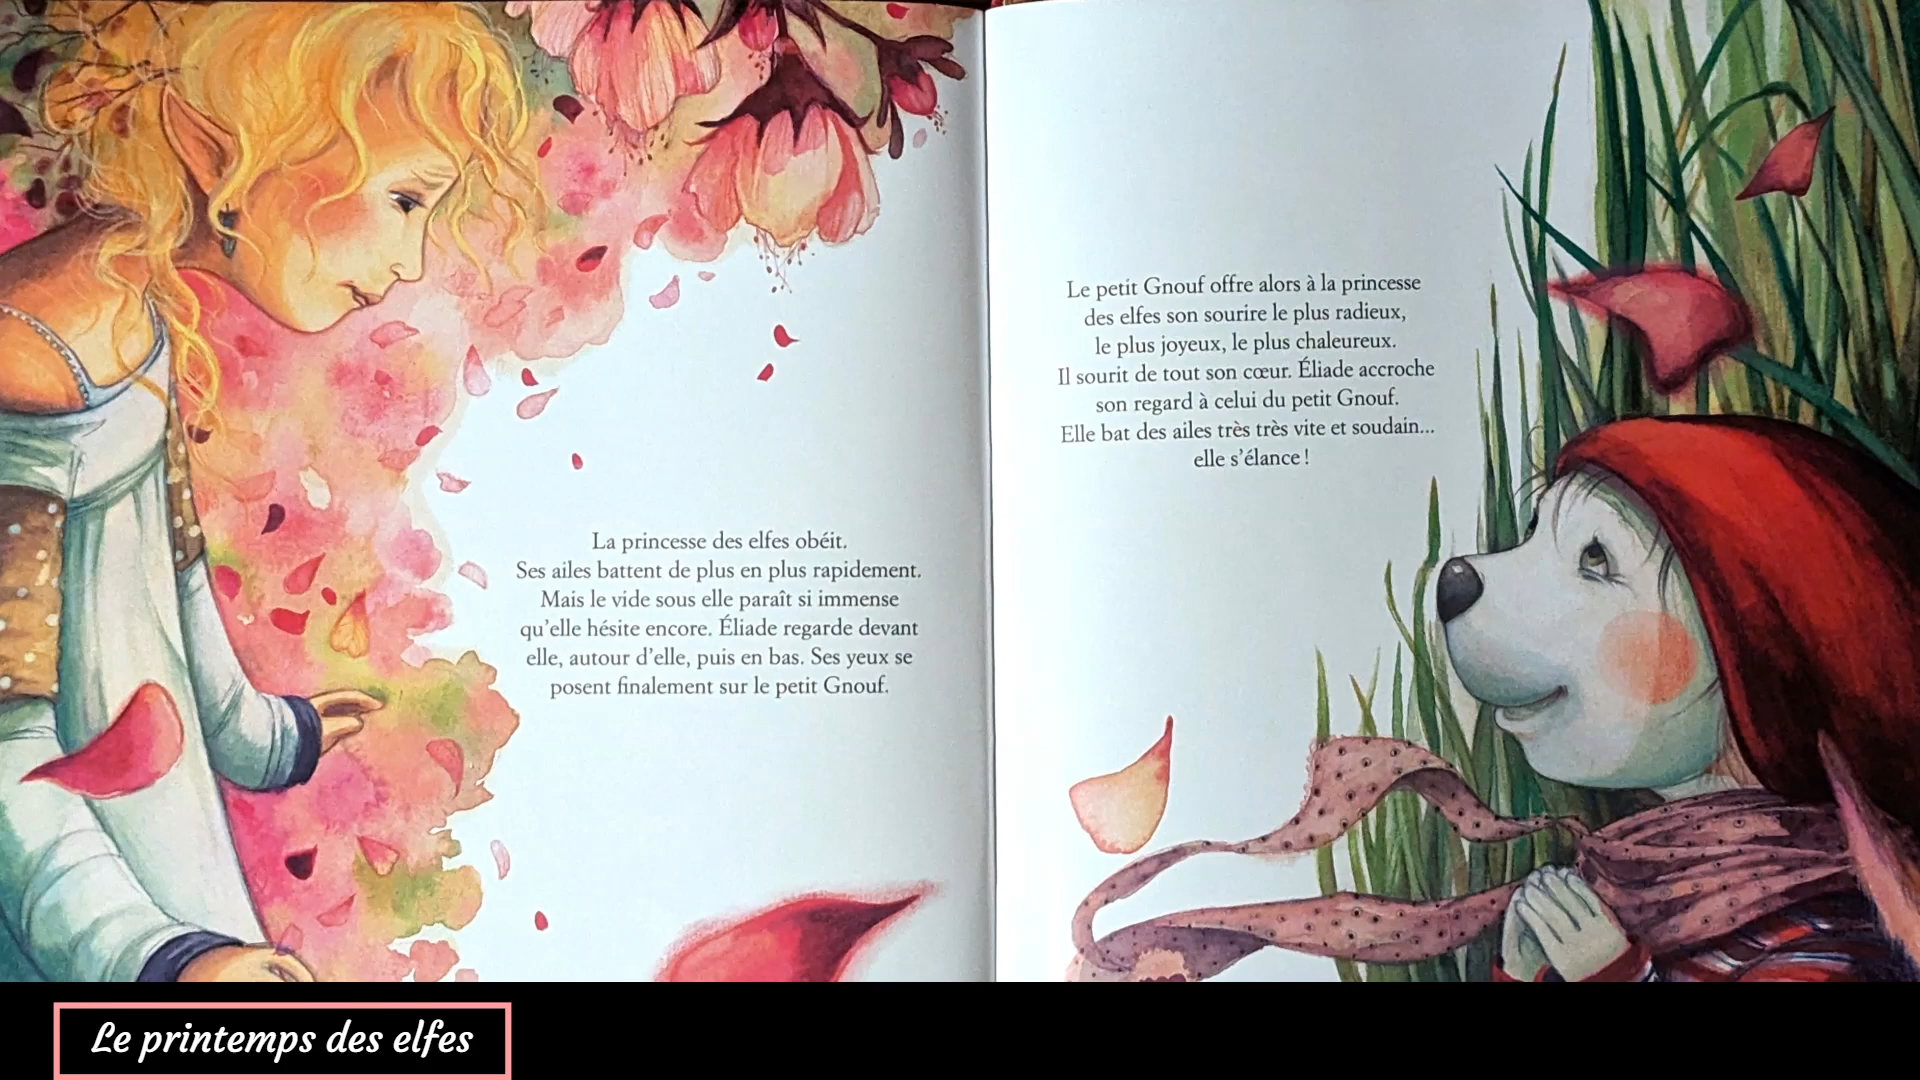 La princesse des elfes obéit.
Ses ailes battent de plus en plus rapidement.
Mais le vide sous elle paraît si immense
qu'elle hésite encore. Éliade regarde devant
elle, autour d'elle, puis en bas. Ses yeux se
posent finalement sur le petit Gnouf.
Le petit Gnouf offre alors à la princesse
des elfes son sourire le plus radieux,
le plus joyeux, le plus chaleureux.
Il sourit de tout son cœur. Éliade accroche
son regard à celui du petit Gnouf.
Elle bat des ailes très très vite et soudain...
elle s'élance !
Le printemps des elfes